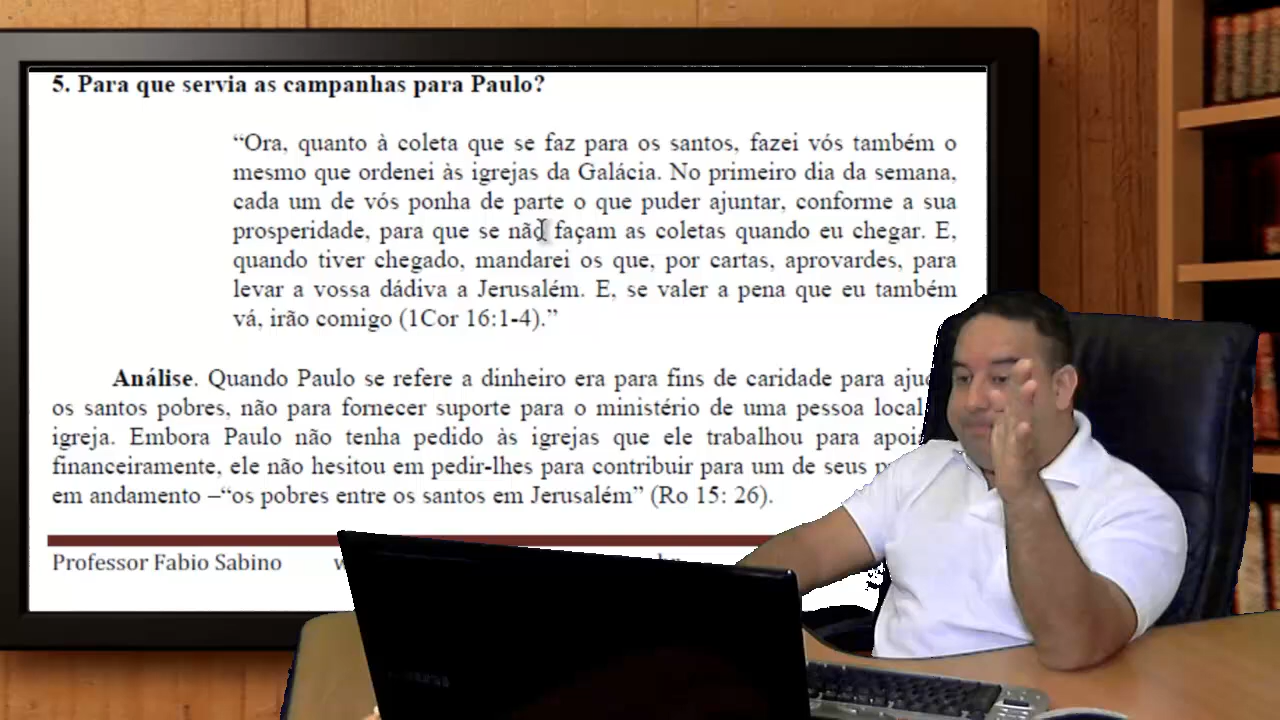 5. Para que servia as campanhas para Paulo?
“Ora, quanto à coleta que se faz para os santos, fazei vós também o
mesmo que ordenei às igrejas da Galácia. No primeiro dia da semana,
cada um de vós ponha de parte o que puder ajuntar, conforme a sua
prosperidade, para que se não façam as coletas quando eu chegar. E,
quando tiver chegado, mandarei os que, por cartas, aprovardes, para
levar a vossa dádiva a Jerusalém. E, se valer a pena que eu também
vá, irão comigo (1Cor 16:1-4).”
Análise. Quando Paulo se refere a dinheiro era para fins de caridade para
os santos pobres, não para fornecer suporte para o ministério de uma pessoa
igreja. Embora Paulo não tenha pedido às igrejas que ele trabalhou para
financeiramente, ele não hesitou em pedir-lhes para contribuir para um de seus
em andamento –“os pobres entre os santos em Jerusalém” (Ro 15: 26).
Professor Fabio Sabino